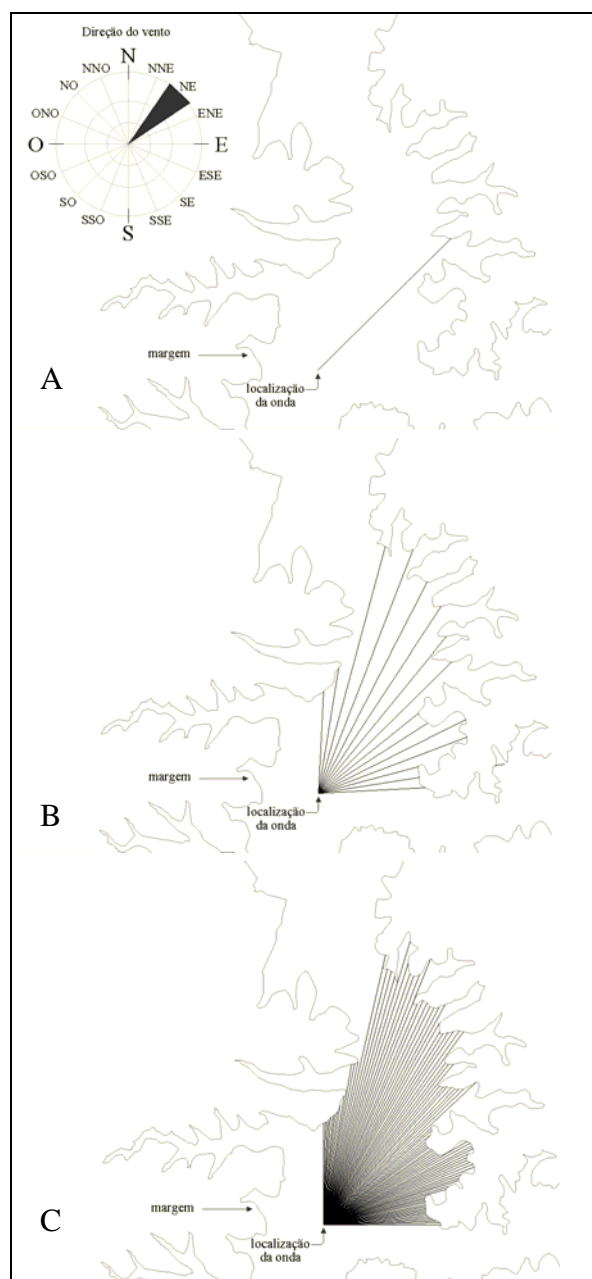 Direção do vento
N
NNO
NNE
NO
NE
ONO
ENE
O
E
OSO
ESE
SO
SE
SSO
SSE
S
margem
localização
da onda
A
margem
localização
da onda
B
margem
localização
da onda
C